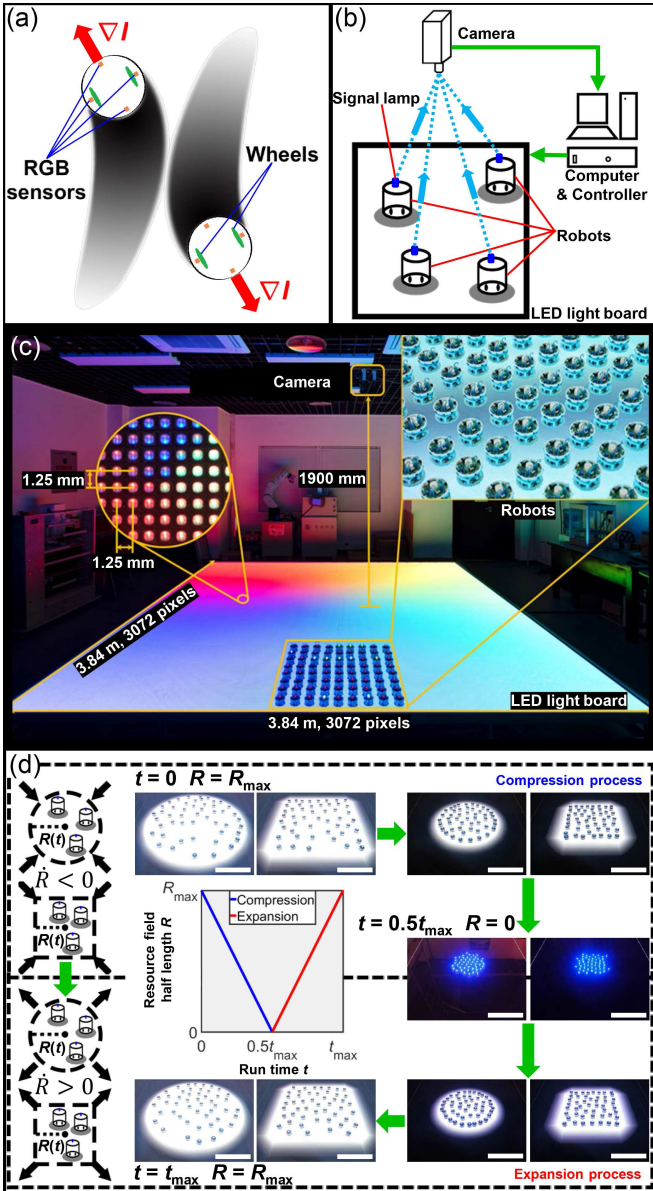 (a)
∇I
RGB
sensors
Wheels
∇I
(b)
Camera
Signal lamp
Computer
& Controller
Robots
LED light board
(c)
Camera
1.25 mm
1900 mm
Robots
1.25 mm
3.84 m, 3072 pixels
LED light board
3.84 m, 3072 pixels
(d)
t = 0 R = Rmax
Compression process
R(t)
Ṙ < 0
R(t)
Rmax
Compression
Expansion
Resource field
half length R
0
0 0.5tmax tmax
Run time t
t = 0.5tmax R = 0
R(t)
Ṙ > 0
R(t)
t = tmax R = Rmax
Expansion process